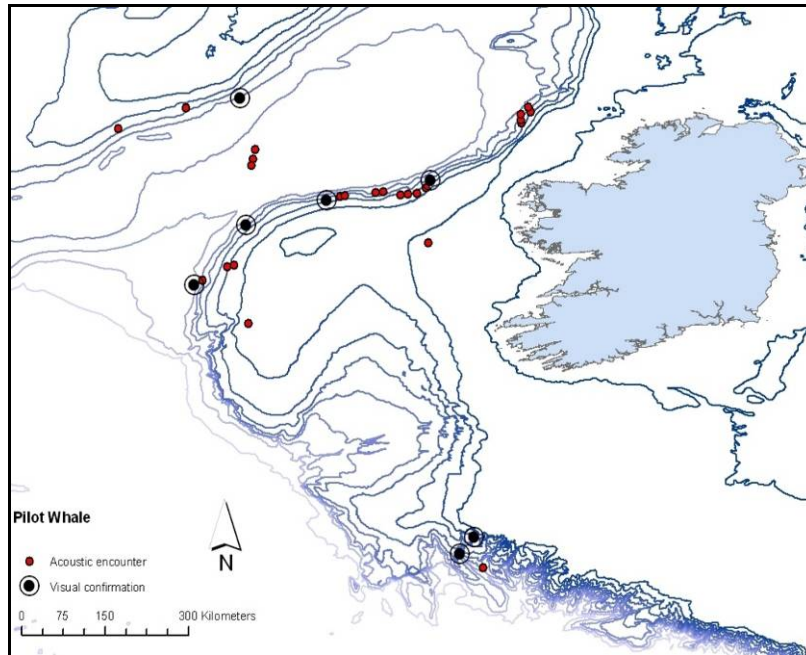 Pilot Whale
N
Acoustic encounter
Visual confirmation
0 75 150 300 Kilometers